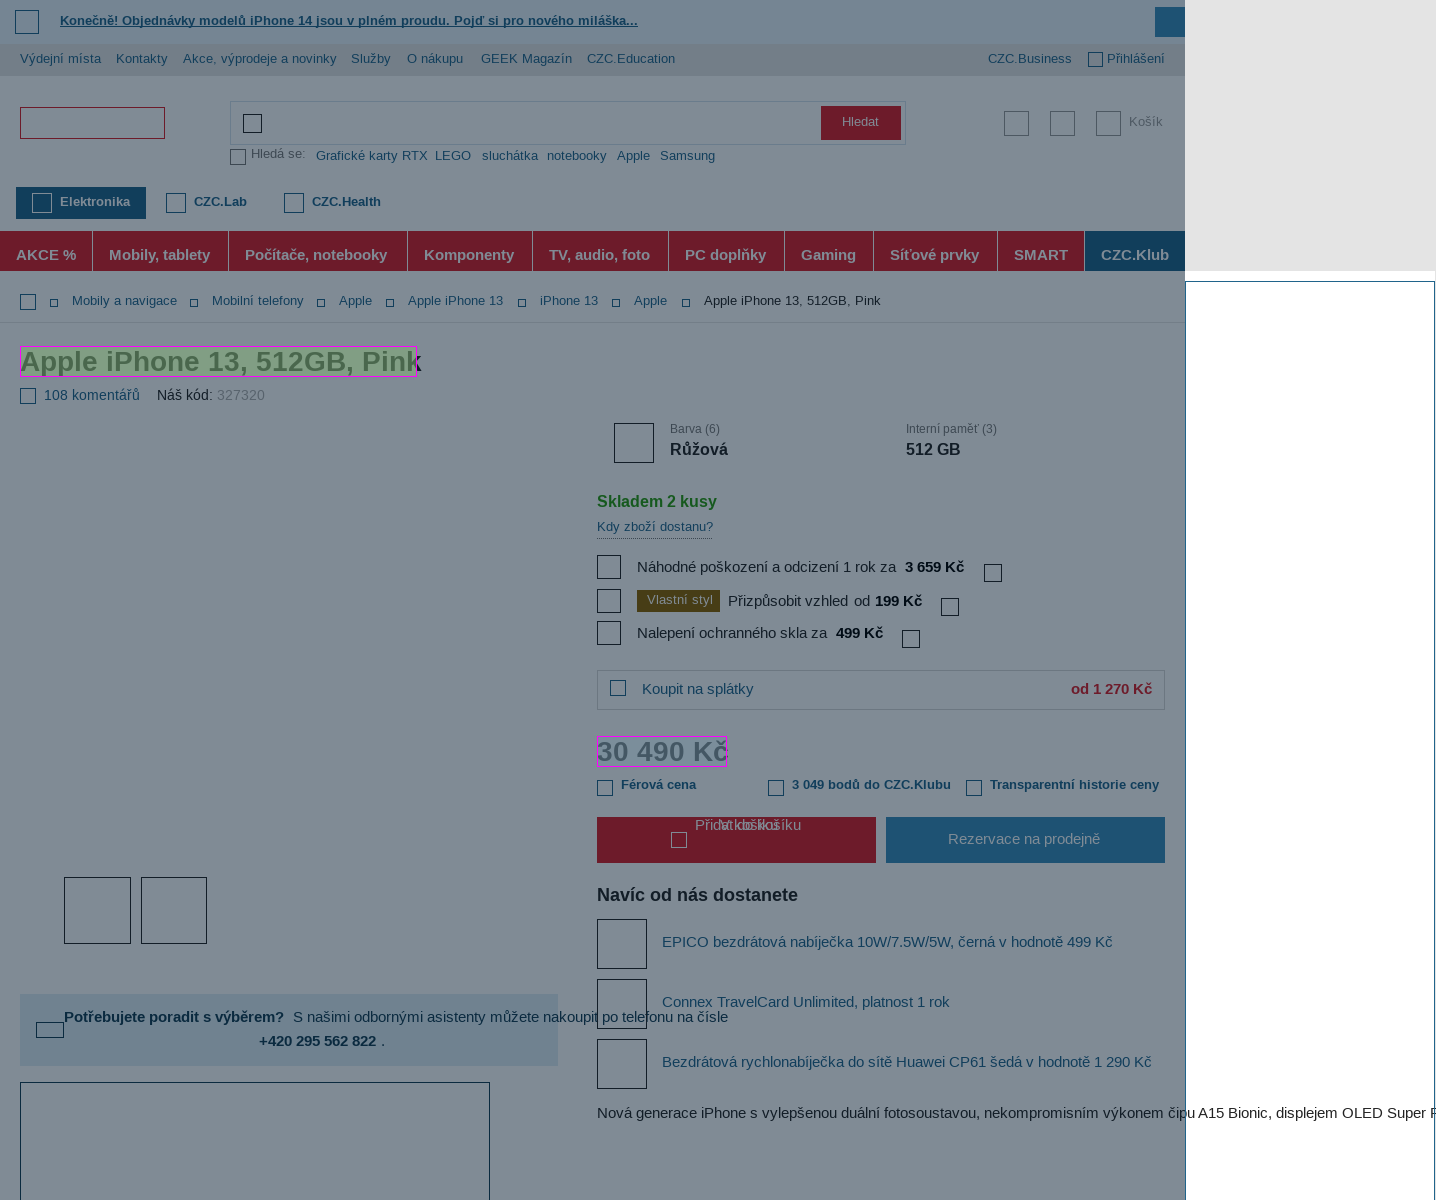 Konečně! Objednávky modelů iPhone 14 jsou v plném proudu. Pojď si pro nového miláška...
Výdejní místa Kontakty Akce, výprodeje a novinky Služby O nákupu GEEK Magazín CZC.Education CZC.Business Přihlášení
Hledat Košík
Hledá se: Grafické karty RTX LEGO sluchátka notebooky Apple Samsung
Elektronika CZC.Lab CZC.Health
AKCE % Mobily, tablety Počítače, notebooky Komponenty TV, audio, foto PC doplňky Gaming Síťové prvky SMART CZC.Klub
Mobily a navigace Mobilní telefony Apple Apple iPhone 13 iPhone 13 Apple Apple iPhone 13, 512GB, Pink
Apple iPhone 13, 512GB, Pink
108 komentářů Náš kód: 327320
Barva (6) Interní paměť (3)
Růžová 512 GB
Skladem 2 kusy
Kdy zboží dostanu?
Náhodné poškození a odcizení 1 rok za 3 659 Kč
Vlastní styl Přizpůsobit vzhled od 199 Kč
Nalepení ochranného skla za 499 Kč
Koupit na splátky od 1 270 Kč
30 490 Kč
Férová cena 3 049 bodů do CZC.Klubu Transparentní historie ceny
Přidat do košíku V košíku
Rezervace na prodejně
Navíc od nás dostanete
EPICO bezdrátová nabíječka 10W/7.5W/5W, černá v hodnotě 499 Kč
Connex TravelCard Unlimited, platnost 1 rok
Potřebujete poradit s výběrem? S našimi odbornými asistenty můžete nakoupit po telefonu na čísle
+420 295 562 822 .
Bezdrátová rychlonabíječka do sítě Huawei CP61 šedá v hodnotě 1 290 Kč
Nová generace iPhone s vylepšenou duální fotosoustavou, nekompromisním výkonem čipu A15 Bionic, displejem OLED Super